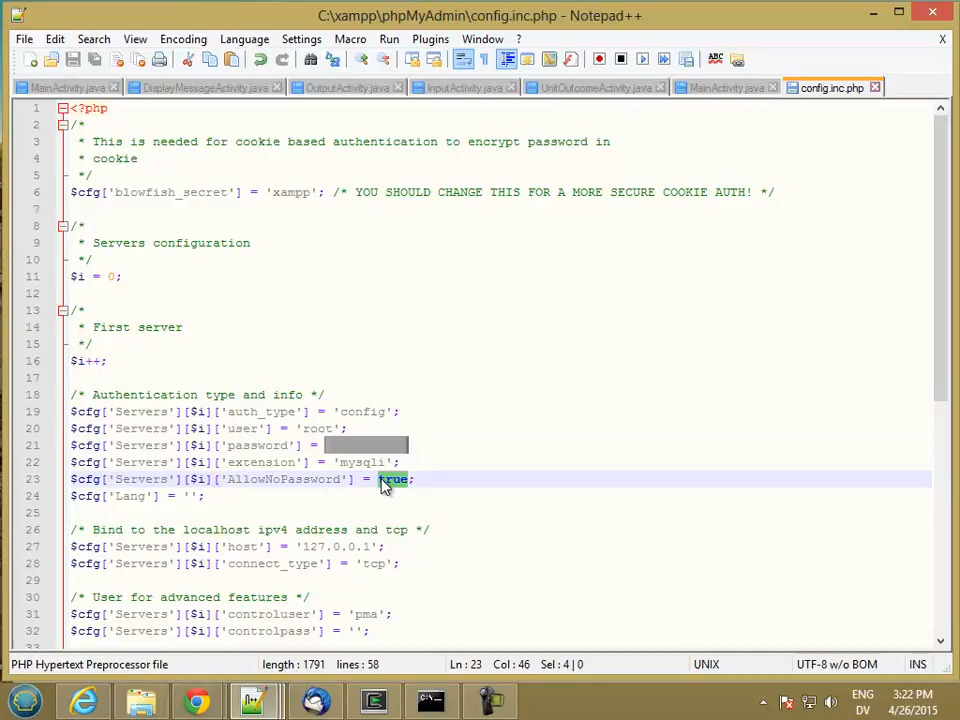 C:\xampp\phpMyAdmin\config.inc.php - Notepad++
File Edit Search View Encoding Language Settings Macro Run Plugins Window ? X
MainActivity.java DisplayMessageActivity.java OutputActivity.java InputActivity.java UnitOutcomeActivity.java MainActivity.java config.inc.php
1 <?php
2 /*
3 * This is needed for cookie based authentication to encrypt password in
4 * cookie
5 */
6 $cfg['blowfish_secret'] = 'xampp'; /* YOU SHOULD CHANGE THIS FOR A MORE SECURE COOKIE AUTH! */
7
8 /*
9 * Servers configuration
10 */
11 $i = 0;
12
13 /*
14 * First server
15 */
16 $i++;
17
18 /* Authentication type and info */
19 $cfg['Servers'][$i]['auth_type'] = 'config';
20 $cfg['Servers'][$i]['user'] = 'root';
21 $cfg['Servers'][$i]['password'] =
22 $cfg['Servers'][$i]['extension'] = 'mysqli';
23 $cfg['Servers'][$i]['AllowNoPassword'] = true;
24 $cfg['Lang'] = '';
25
26 /* Bind to the localhost ipv4 address and tcp */
27 $cfg['Servers'][$i]['host'] = '127.0.0.1';
28 $cfg['Servers'][$i]['connect_type'] = 'tcp';
29
30 /* User for advanced features */
31 $cfg['Servers'][$i]['controluser'] = 'pma';
32 $cfg['Servers'][$i]['controlpass'] = '';
33
PHP Hypertext Preprocessor file length : 1791 lines : 58 Ln : 23 Col : 46 Sel : 4 | 0 UNIX UTF-8 w/o BOM INS
ENG 3:22 PM
DV 4/26/2015